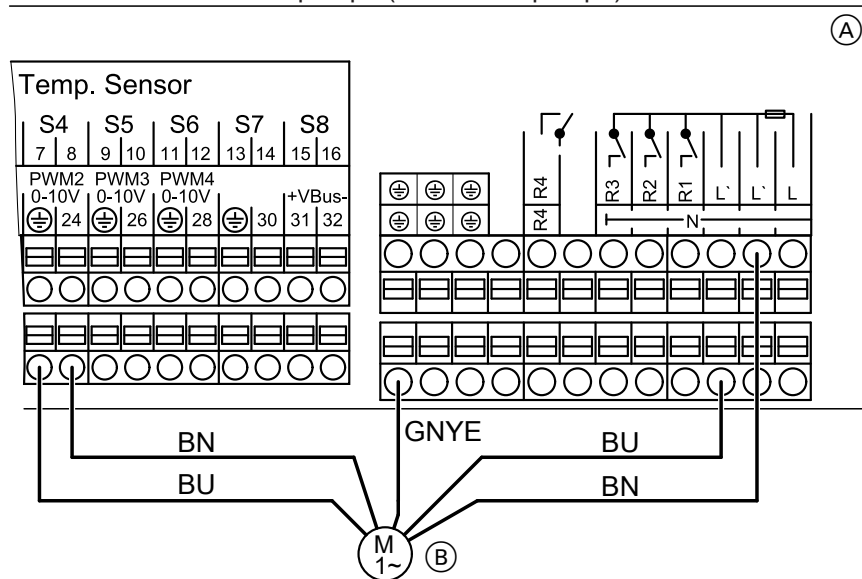 A
Temp. Sensor
S4 S5 S6 S7 S8
7 8 9 10 11 12 13 14 15 16
PWM2 PWM3 PWM4
0-10V 0-10V 0-10V +VBus-
24 26 28 30 31 32
R4 R4 R3 R2 R1 L` L` L
R4 R4 N
GNYE
BN BU
BU BN
M
1~ B